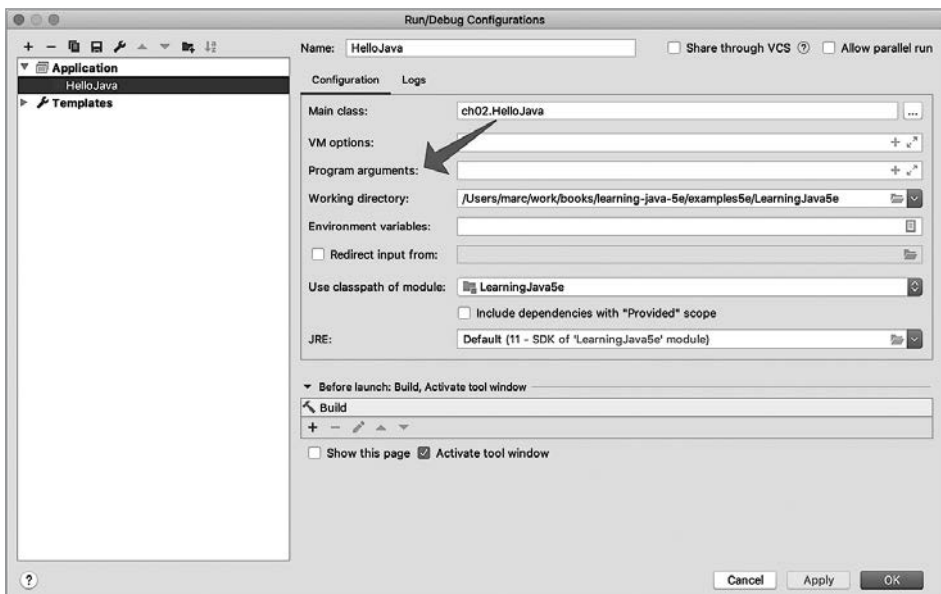 Run/Debug Configurations
Application
HelloJava
Templates
Name: HelloJava
Share through VCS ? Allow parallel run
Configuration Logs
Main class: ch02.HelloJava ...
VM options:
Program arguments:
Working directory: /Users/marc/work/books/learning-java-5e/examples5e/LearningJava5e
Environment variables:
Redirect input from:
Use classpath of module: LearningJava5e
Include dependencies with "Provided" scope
JRE: Default (11 - SDK of 'LearningJava5e' module)
Before launch: Build, Activate tool window
Build
Show this page Activate tool window
? Cancel Apply OK